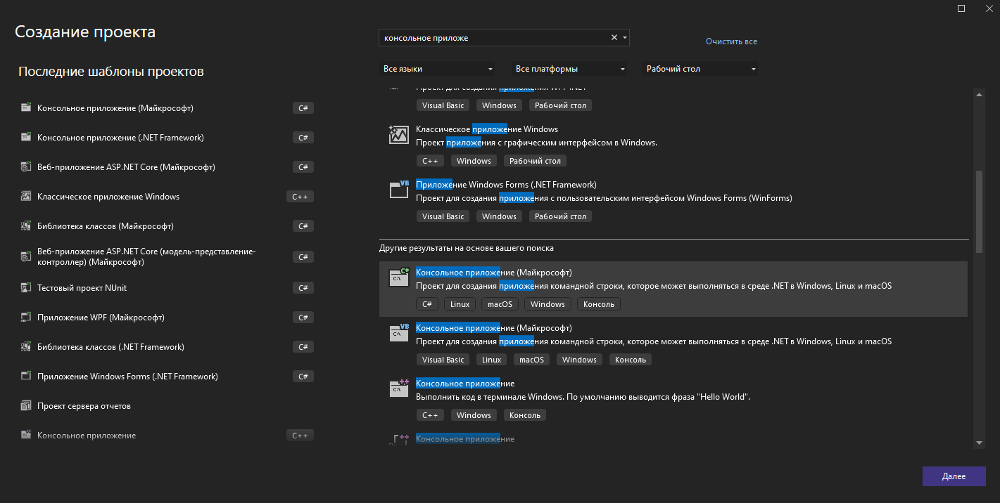 Создание проекта
Последние шаблоны проектов
Консольное приложение (Майкрософт) C#
Консольное приложение (.NET Framework) C#
Веб-приложение ASP.NET Core (Майкрософт) C#
Классическое приложение Windows C++
Библиотека классов (Майкрософт) C#
Веб-приложение ASP.NET Core (модель-представление-
контроллер) (Майкрософт) C#
Тестовый проект NUnit C#
Приложение WPF (Майкрософт) C#
Библиотека классов (.NET Framework) C#
Приложение Windows Forms (.NET Framework) C#
Проект сервера отчетов
Консольное приложение C++
консольное приложе
Очистить все
Все языки Все платформы Рабочий стол
Проект для создания приложения WPF .NET
Visual Basic Windows Рабочий стол
Классическое приложение Windows
Проект приложения с графическим интерфейсом в Windows.
C++ Windows Рабочий стол
VB
Приложение Windows Forms (.NET Framework)
Проект для создания приложения с пользовательским интерфейсом Windows Forms (WinForms)
Visual Basic Windows Рабочий стол
Другие результаты на основе вашего поиска
C#
C:\
Консольное приложение (Майкрософт)
Проект для создания приложения командной строки, которое может выполняться в среде .NET в Windows, Linux и macOS
C# Linux macOS Windows Консоль
VB
C:\
Консольное приложение (Майкрософт)
Проект для создания приложения командной строки, которое может выполняться в среде .NET в Windows, Linux и macOS
Visual Basic Linux macOS Windows Консоль
++
C:\
Консольное приложение
Выполнить код в терминале Windows. По умолчанию выводится фраза "Hello World".
C++ Windows Консоль
++
Консольное приложение
Далее